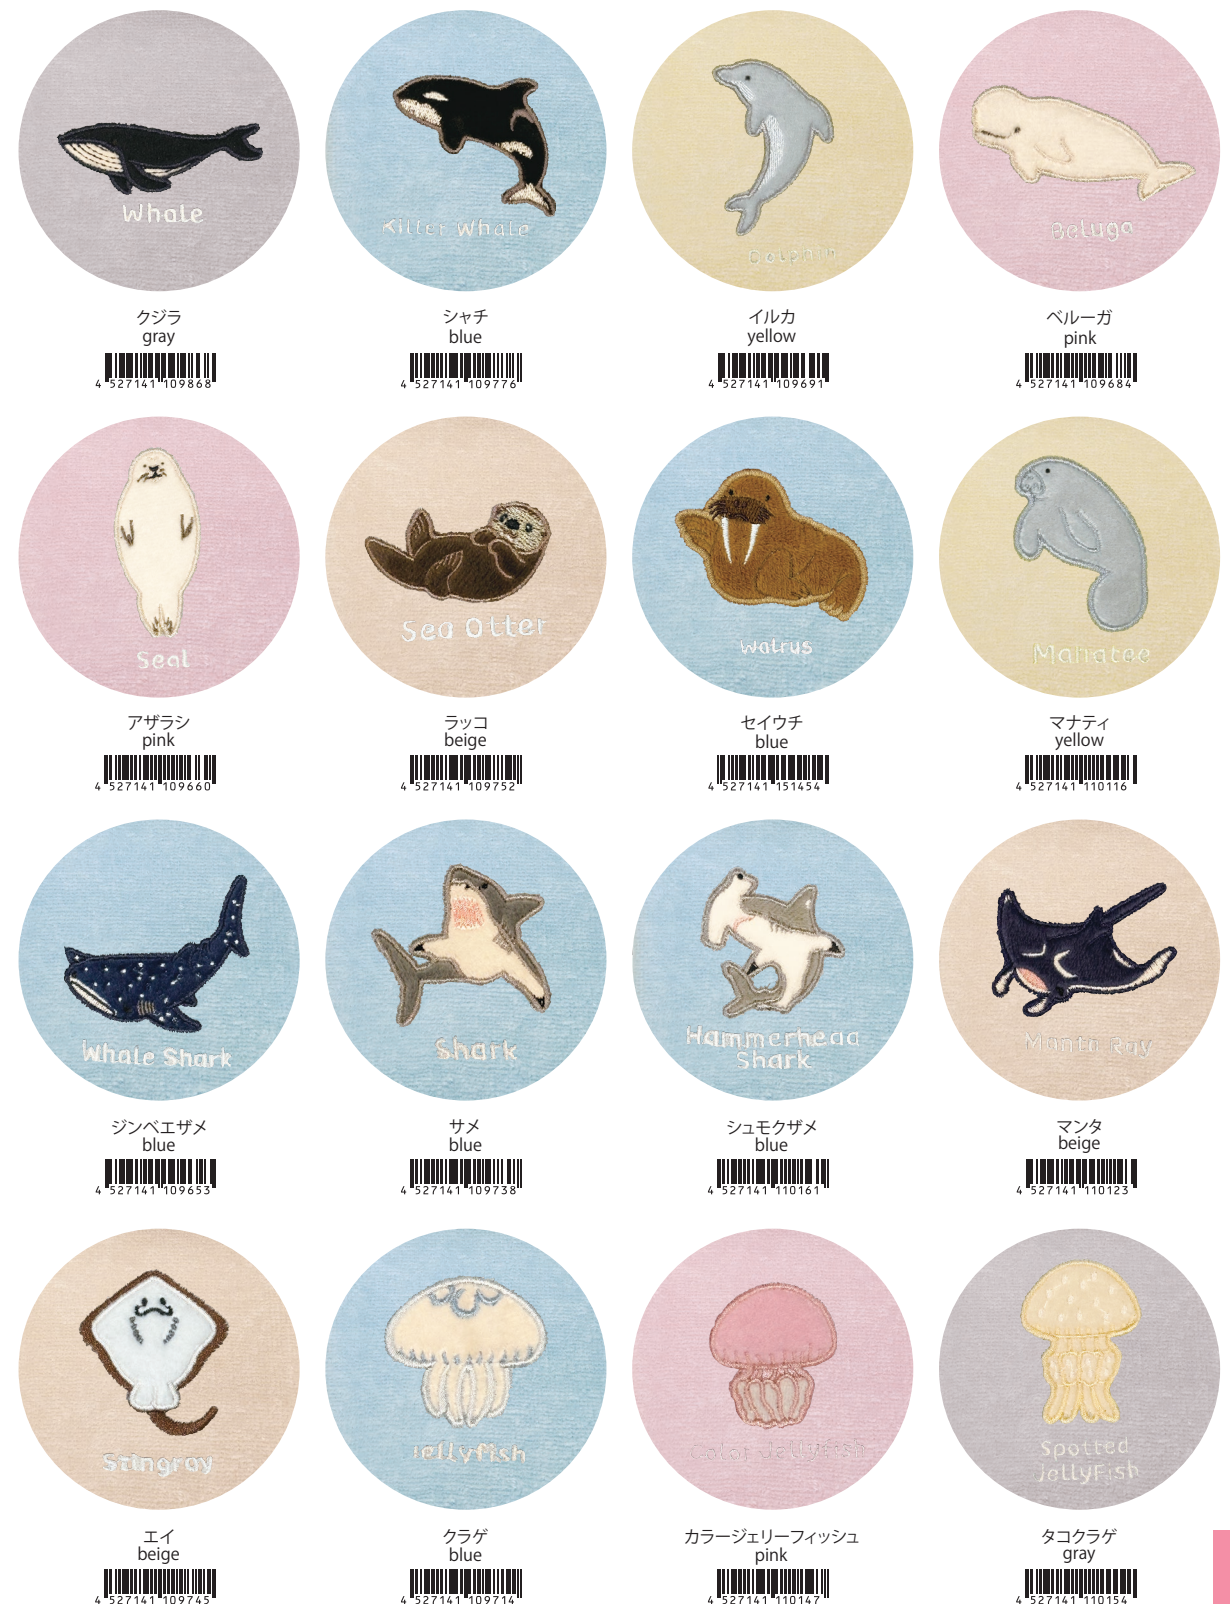 Whale
Killer Whale
Dolphin
Beluga
クジラ
gray
4 527141 109868
シャチ
blue
4 527141 109776
イルカ
yellow
4 527141 109691
ベルーガ
pink
4 527141 109684
Seal
Sea Otter
Walrus
Manatee
アザラシ
pink
4 527141 109660
ラッコ
beige
4 527141 109752
セイウチ
blue
4 527141 151454
マナティ
yellow
4 527141 110116
Whale Shark
Shark
Hammerhead
Shark
Manta Ray
ジンベエザメ
blue
4 527141 109653
サメ
blue
4 527141 109738
シュモクザメ
blue
4 527141 110161
マンタ
beige
4 527141 110123
Stingray
Jellyfish
Color Jellyfish
Spotted
JellyFish
エイ
beige
4 527141 109745
クラゲ
blue
4 527141 109714
カラージェリーフィッシュ
pink
4 527141 110147
タコクラゲ
gray
4 527141 110154